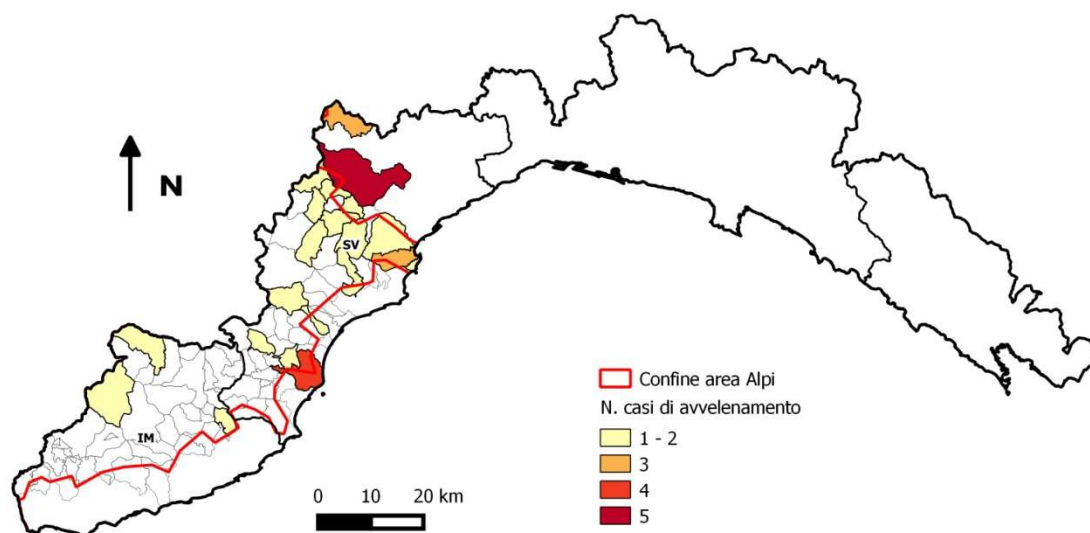 N
SV
IM
Confine area Alpi
N. casi di avvelenamento
1 - 2
3
4
5
0 10 20 km